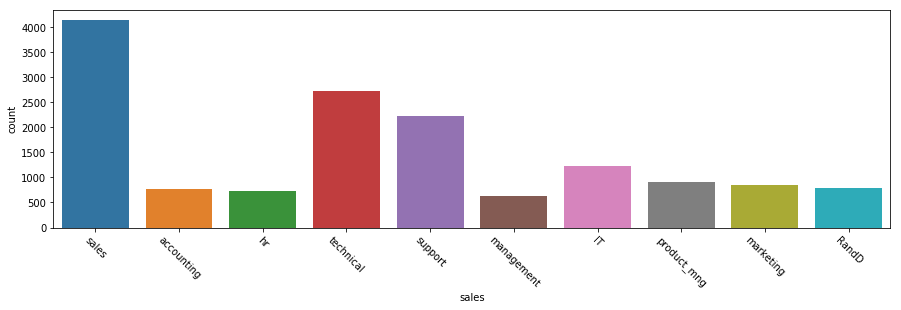 4000
3500
3000
2500
2000
1500
1000
500
0
count
sales
accounting
hr
technical
support
management
IT
product_mng
marketing
RandD
sales